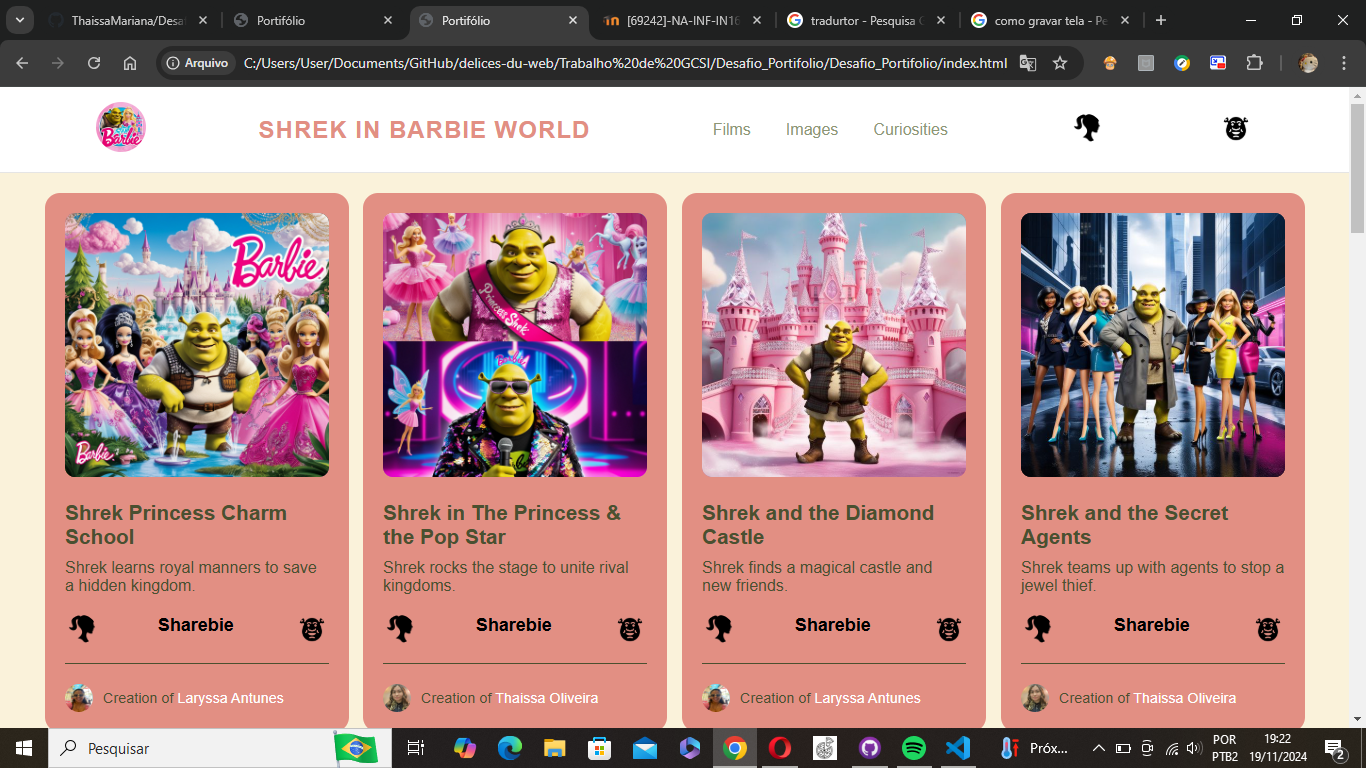 ThaissaMariana/Desa
Portifólio
Portifólio
[69242]-NA-INF-IN16
tradurtor - Pesquisa G
como gravar tela - Pe
Arquivo
C:/Users/User/Documents/GitHub/delices-du-web/Trabalho%20de%20GCSI/Desafio_Portifolio/Desafio_Portifolio/index.html
Barbie
SHREK IN BARBIE WORLD
Films
Images
Curiosities
Barbie
Barbie
Princess Shrek
Barbie
Shrek Princess Charm
School
Shrek learns royal manners to save
a hidden kingdom.
Sharebie
Creation of Laryssa Antunes
Shrek in The Princess &
the Pop Star
Shrek rocks the stage to unite rival
kingdoms.
Sharebie
Creation of Thaissa Oliveira
Shrek and the Diamond
Castle
Shrek finds a magical castle and
new friends.
Sharebie
Creation of Laryssa Antunes
Shrek and the Secret
Agents
Shrek teams up with agents to stop a
jewel thief.
Sharebie
Creation of Thaissa Oliveira
Pesquisar
Próx...
POR
PTB2
19:22
19/11/2024
2